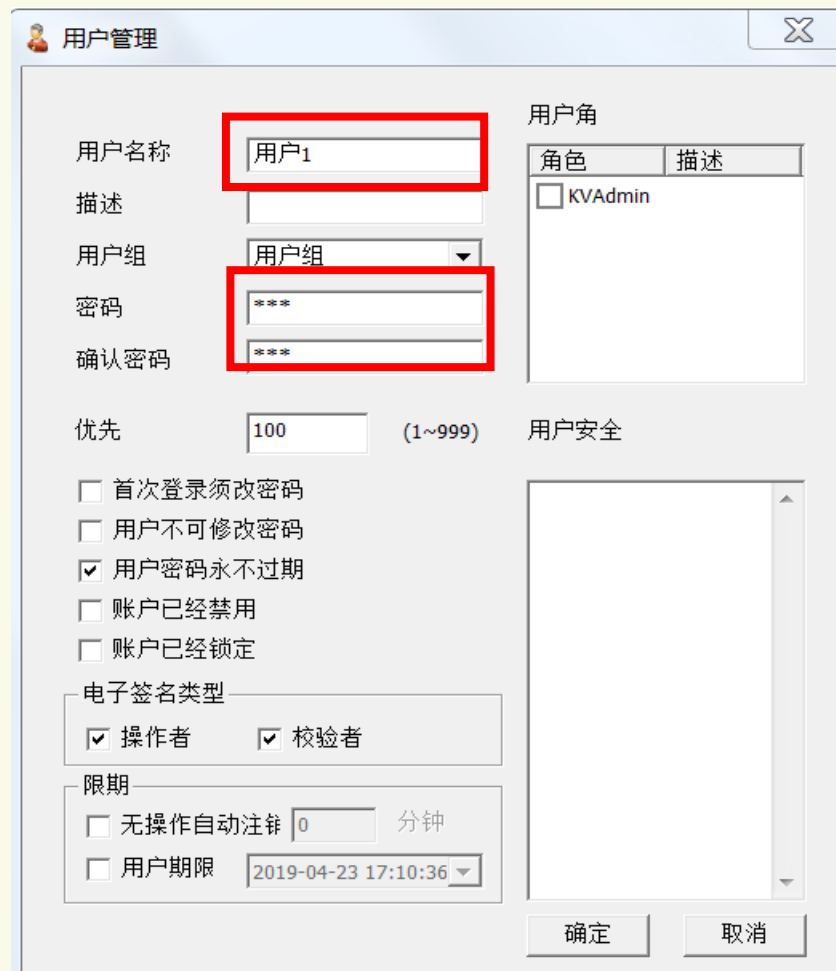 用户管理
用户名称
用户1
描述
用户组
用户组
密码
***
确认密码
***
优先
100
(1~999)
首次登录须改密码
用户不可修改密码
用户密码永不过期
账户已经禁用
账户已经锁定
电子签名类型
操作者
校验者
限期
无操作自动注销
0
分钟
用户期限
2019-04-23 17:10:36
用户角
角色
描述
KVAdmin
用户安全
确定
取消